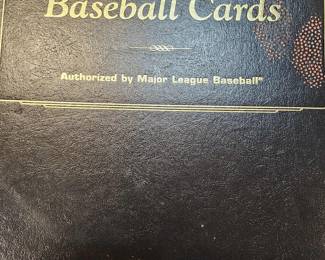 Baseball Cards
Authorized by Major League Baseball®